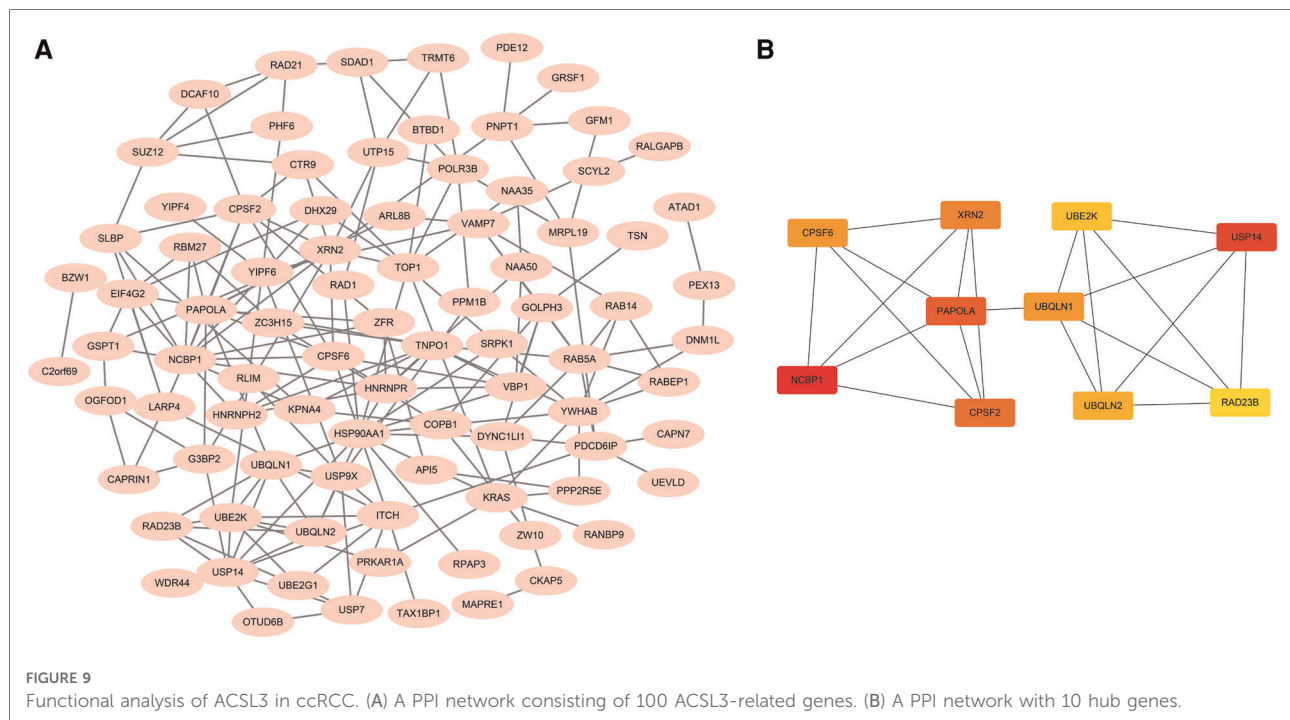 A
B
PDE12
TRMT6
SDAD1
RAD21
GRSF1
DCAF10
PHF6
BTBD1
PNPT1
GFM1
RALGAPB
SUZ12
UTP15
CTR9
POLR3B
SCYL2
NAA35
ATAD1
YIPF4
CPSF2
DHX29
ARL8B
VAMP7
MRPL19
TSN
SLBP
RBM27
XRN2
YIPF6
TOP1
NAA50
BZW1
EIF4G2
RAD1
PEX13
PAPOLA
PPM1B
GOLPH3
RAB14
ZC3H15
ZFR
GSPT1
TNPO1
SRPK1
DNM1L
NCBP1
CPSF6
RAB5A
C2orf69
RLIM
HNRNPR
VBP1
RABEP1
OGFOD1
LARP4
HNRNPH2
KPNA4
YWHAB
COPB1
HSP90AA1
DYNC1LI1
PDCD6IP
CAPN7
G3BP2
UBQLN1
API5
CAPRIN1
USP9X
UEVLD
PPP2R5E
KRAS
RAD23B
UBE2K
ITCH
UBQLN2
ZW10
RANBP9
PRKAR1A
RPAP3
USP14
WDR44
UBE2G1
CKAP5
MAPRE1
USP7
TAX1BP1
OTUD6B
XRN2
UBE2K
CPSF6
USP14
PAPOLA
UBQLN1
NCBP1
CPSF2
UBQLN2
RAD23B
FIGURE 9
Functional analysis of ACSL3 in ccRCC. (A) A PPI network consisting of 100 ACSL3-related genes. (B) A PPI network with 10 hub genes.